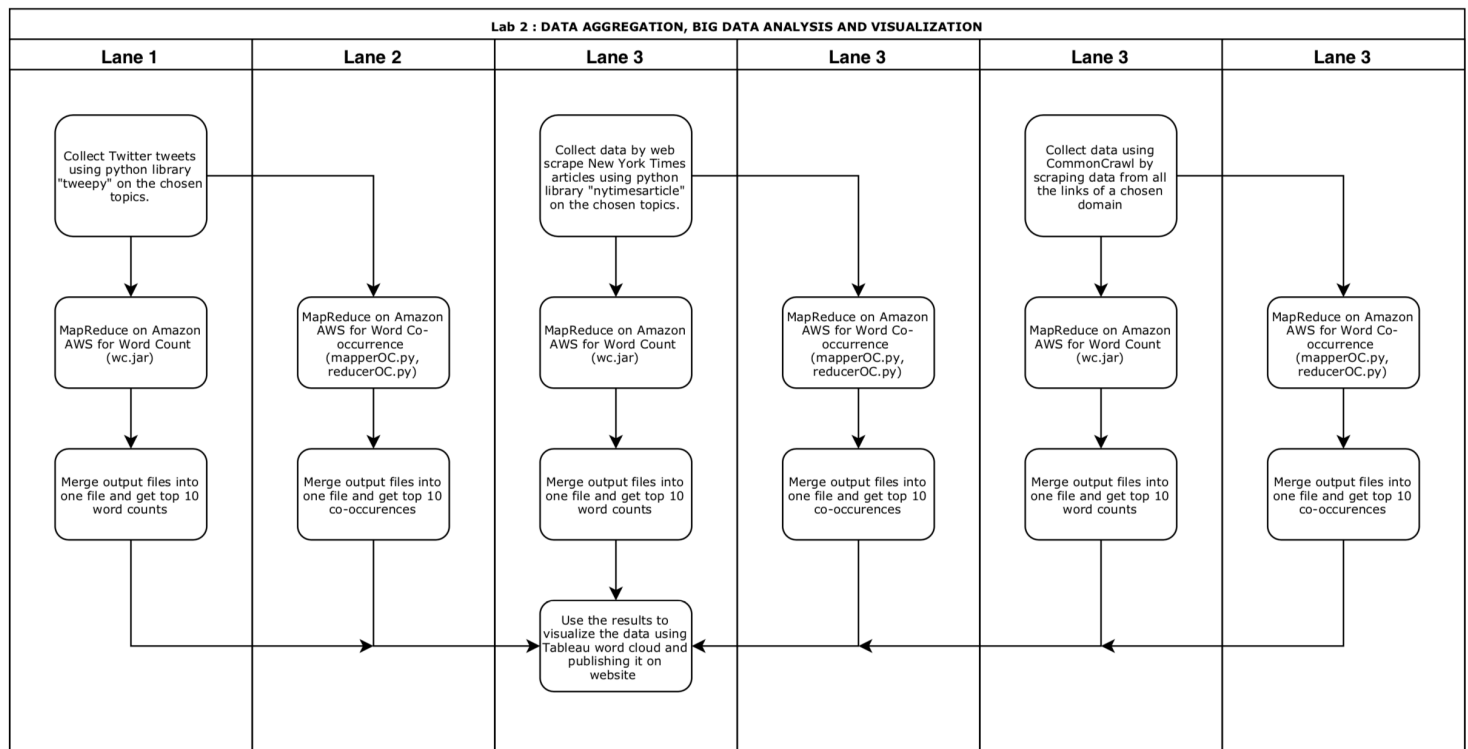 Lab 2 : DATA AGGREGATION, BIG DATA ANALYSIS AND VISUALIZATION
Lane 1
Lane 2
Lane 3
Lane 3
Lane 3
Lane 3
Collect Twitter tweets
using python library
"tweepy" on the chosen
topics.
Collect data by web
scrape New York Times
articles using python
library "nytimesarticle"
on the chosen topics.
Collect data using
CommonCrawl by
scraping data from all
the links of a chosen
domain
MapReduce on Amazon
AWS for Word Count
(wc.jar)
MapReduce on Amazon
AWS for Word Co-
occurrence
(mapperOC.py,
reducerOC.py)
MapReduce on Amazon
AWS for Word Count
(wc.jar)
MapReduce on Amazon
AWS for Word Co-
occurrence
(mapperOC.py,
reducerOC.py)
MapReduce on Amazon
AWS for Word Count
(wc.jar)
MapReduce on Amazon
AWS for Word Co-
occurrence
(mapperOC.py,
reducerOC.py)
Merge output files into
one file and get top 10
word counts
Merge output files into
one file and get top 10
co-occurences
Merge output files into
one file and get top 10
word counts
Merge output files into
one file and get top 10
co-occurences
Merge output files into
one file and get top 10
word counts
Merge output files into
one file and get top 10
co-occurences
Use the results to
visualize the data using
Tableau word cloud and
publishing it on
website